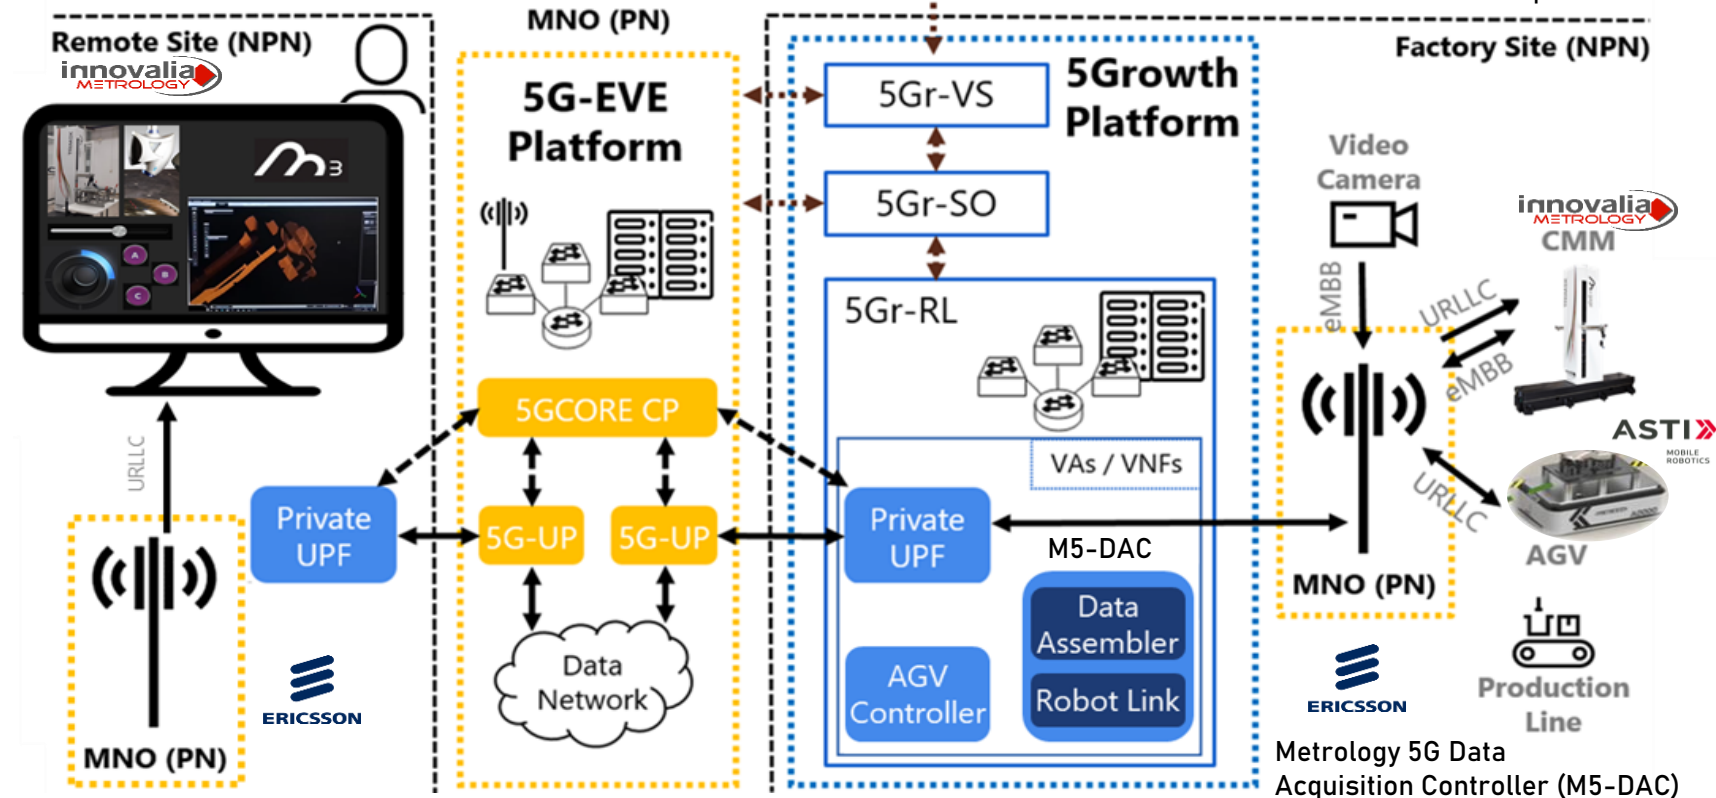 Remote Site (NPN)
innovalia
METROLOGY
m3
A
B
C
URLLC
MNO (PN)
Private
UPF
ERICSSON
MNO (PN)
5G-EVE
Platform
5GCORE CP
5G-UP
5G-UP
Data
Network
5Growth
Platform
5Gr-VS
5Gr-SO
5Gr-RL
VAs / VNFs
Private
UPF
M5-DAC
Data
Assembler
Robot Link
AGV
Controller
Factory Site (NPN)
Video
Camera
eMBB
URLLC
eMBB
URLLC
innovalia
METROLOGY
CMM
ASTI
MOBILE
ROBOTICS
AGV
MNO (PN)
ERICSSON
Production
Line
Metrology 5G Data
Acquisition Controller (M5-DAC)